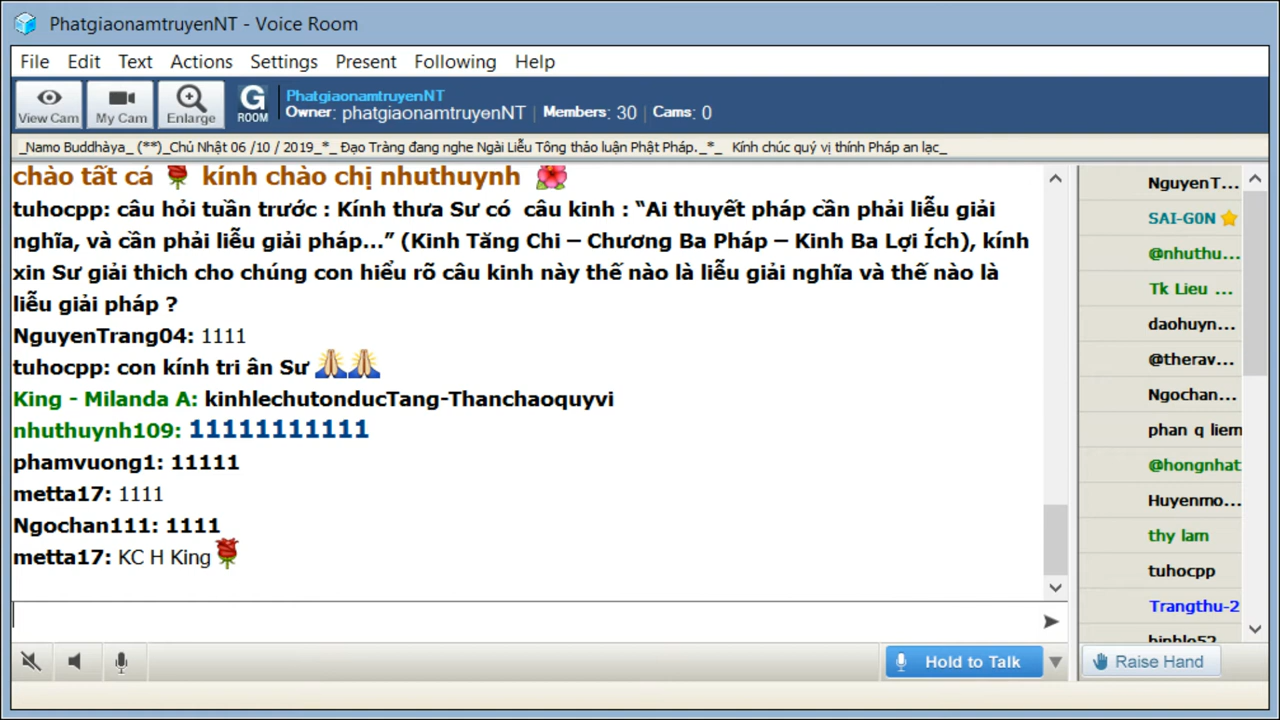 PhatgiaonamtruyenNT - Voice Room
File Edit Text Actions Settings Present Following Help
View Cam My Cam Enlarge G ROOM PhatgiaonamtruyenNT
Owner: phatgiaonamtruyenNT | Members: 30 | Cams: 0
_Namo Buddhàya_ (**)_Chủ Nhật 06 /10 / 2019_*_ Đạo Tràng đang nghe Ngài Liễu Tông thảo luận Phật Pháp._*_ Kính chúc quý vị thính Pháp an lạc_
chào tất cá kính chào chị nhuthuynh
tuhocpp: câu hỏi tuần trước : Kính thưa Sư có câu kinh : “Ai thuyết pháp cần phải liễu giải
nghĩa, và cần phải liễu giải pháp...” (Kinh Tăng Chi – Chương Ba Pháp – Kinh Ba Lợi Ích), kính
xin Sư giải thich cho chúng con hiểu rõ câu kinh này thế nào là liễu giải nghĩa và thế nào là
liễu giải pháp ?
NguyenTrang04: 1111
tuhocpp: con kính tri ân Sư
King - Milanda A: kinhlechutonducTang-Thanchaoquyvi
nhuthuynh109: 11111111111
phamvuong1: 11111
metta17: 1111
Ngochan111: 1111
metta17: KC H King
NguyenT...
SAI-G0N
@nhuthu...
Tk Lieu ...
daohuyn...
@therav...
Ngochan...
phan q liem
@hongnhat
Huyenmo...
thy lam
tuhocpp
Trangthu-2
binhle52
Hold to Talk
Raise Hand